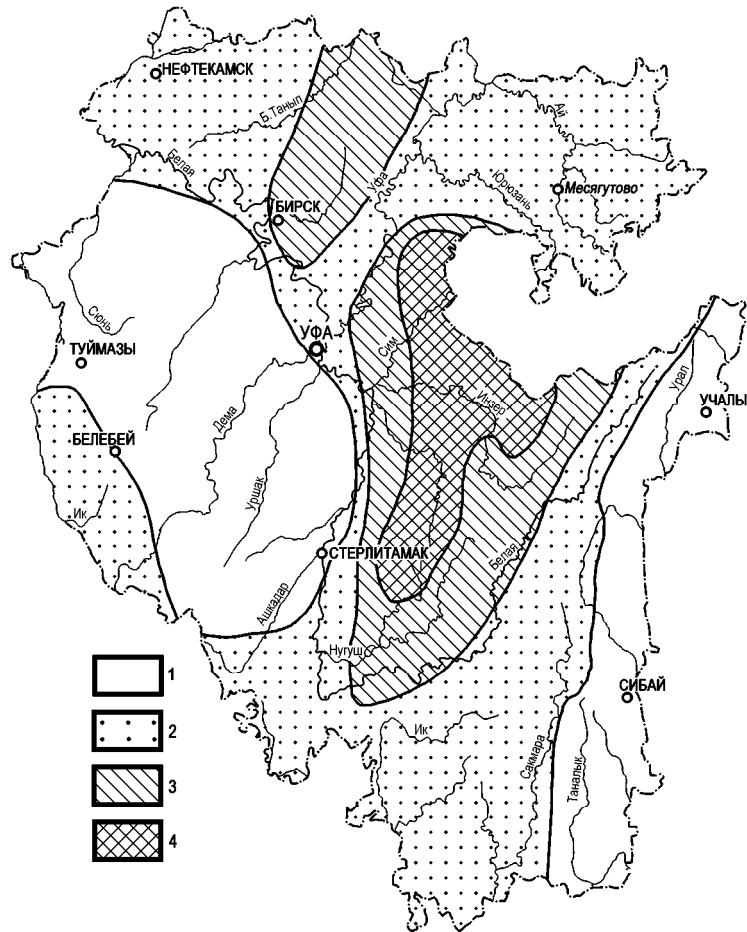 НЕФТЕКАМСК
Б.Танып
Ай
Белая
Уфа
Юрюзань
Месягутово
БИРСК
Сюнь
УФА
Сим
ТУЙМАЗЫ
Урал
Инзер
УЧАЛЫ
Дема
БЕЛЕБЕЙ
Уршак
Ик
СТЕРЛИТАМАК
Белая
Ашкадар
Нугуш
СИБАЙ
Ик
Сакмара
Таналык
1
2
3
4